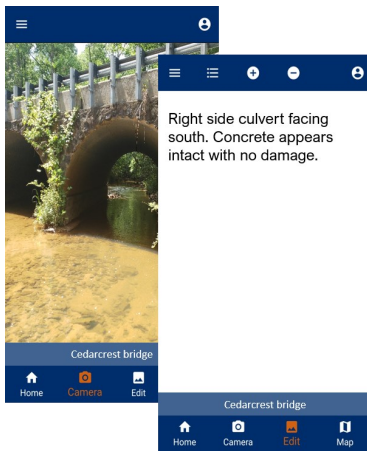 Cedarcrest bridge
Home Camera Edit
Right side culvert facing
south. Concrete appears
intact with no damage.
Cedarcrest bridge
Home Camera Edit Map